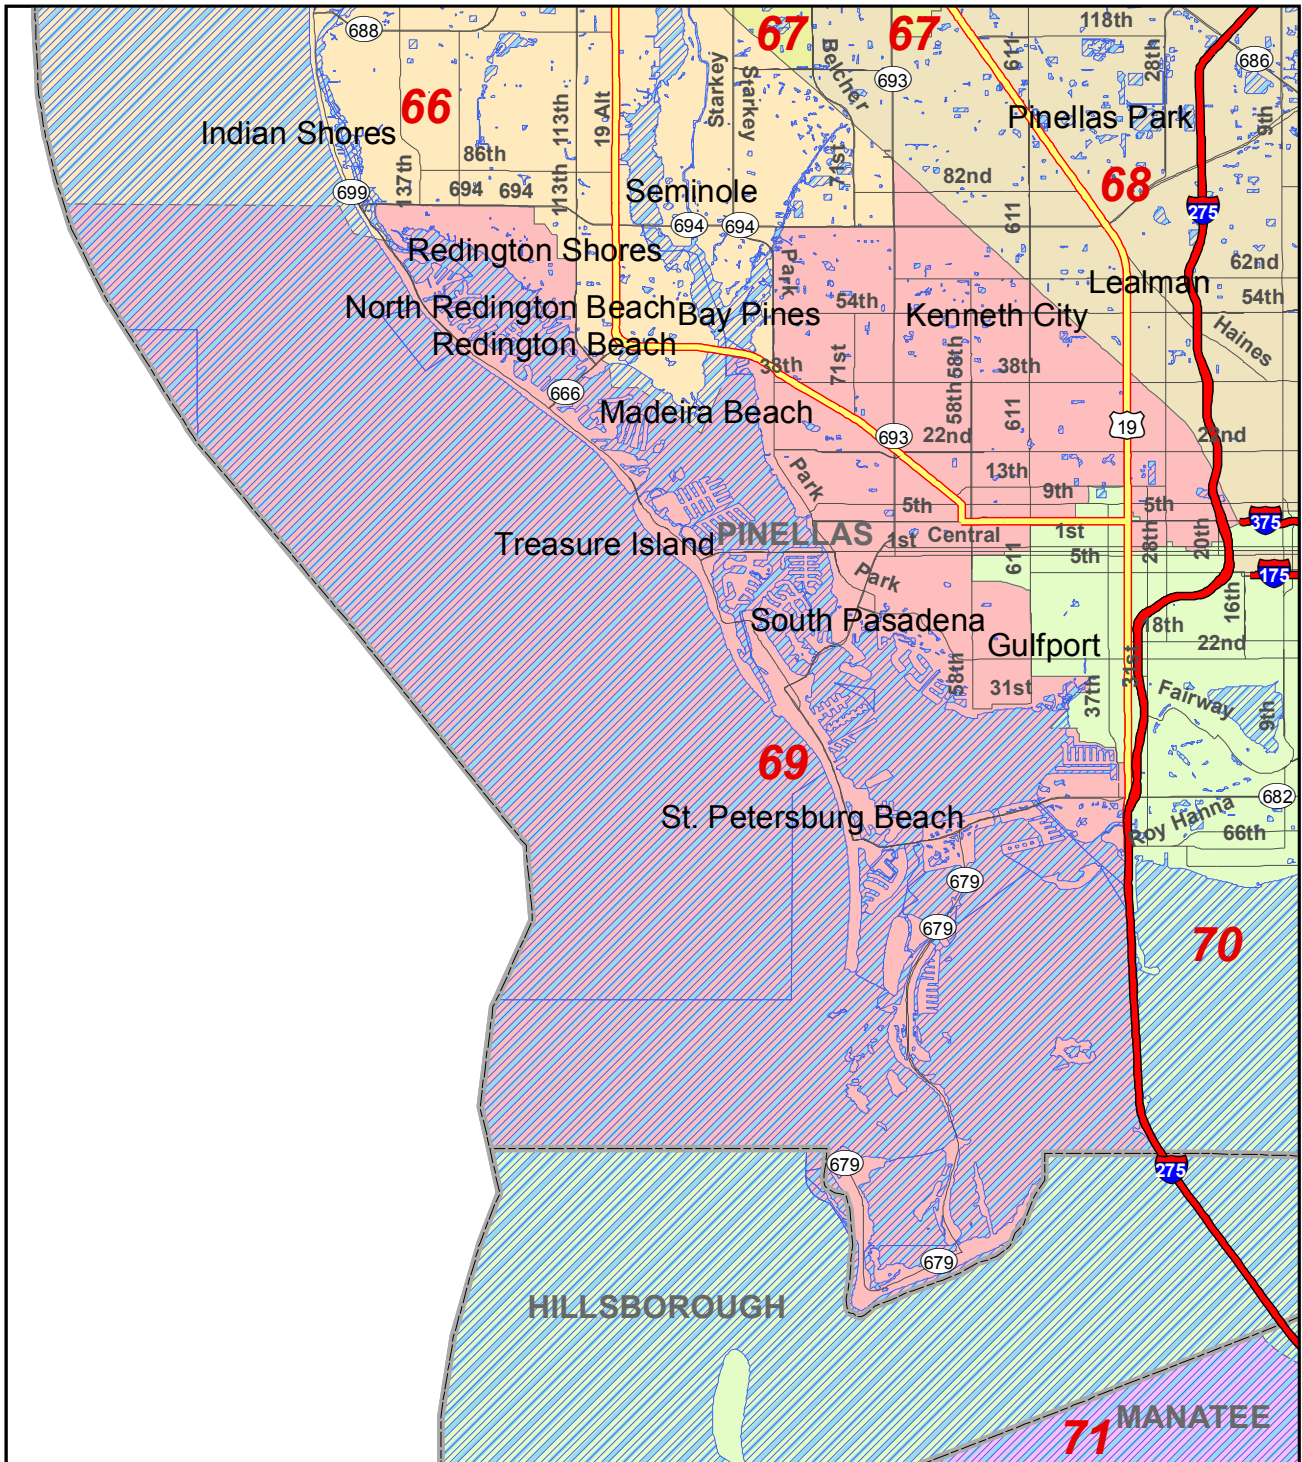 67
67
118th
688
Belcher
611
28th
686
Starkey
Starkey
693
66
113th
19 Alt
9th
Indian Shores
Pinellas Park
86th
71st
82nd
68
137th
694
694
113th
699
Seminole
275
694
694
611
Redington Shores
Park
62nd
Lealman
54th
54th
North Redington Beach
Bay Pines
Kenneth City
Haines
Redington Beach
38th
71st
58th
38th
666
58th
611
Madeira Beach
19
693
22nd
22nd
Park
13th
9th
5th
5th
375
PINELLAS
1st
Central
1st
Treasure Island
611
5th
28th
20th
Park
175
16th
South Pasadena
18th
Gulfport
22nd
58th
31st
37th
31st
Fairway
9th
69
682
St. Petersburg Beach
Roy Hanna
66th
679
679
70
679
275
679
HILLSBOROUGH
71
MANATEE